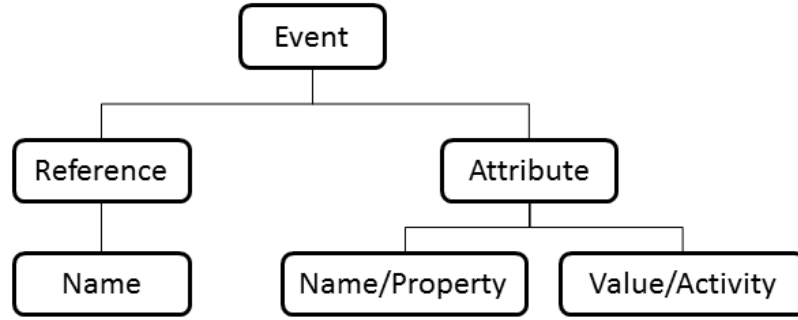 Event
Reference
Attribute
Name
Name/Property
Value/Activity